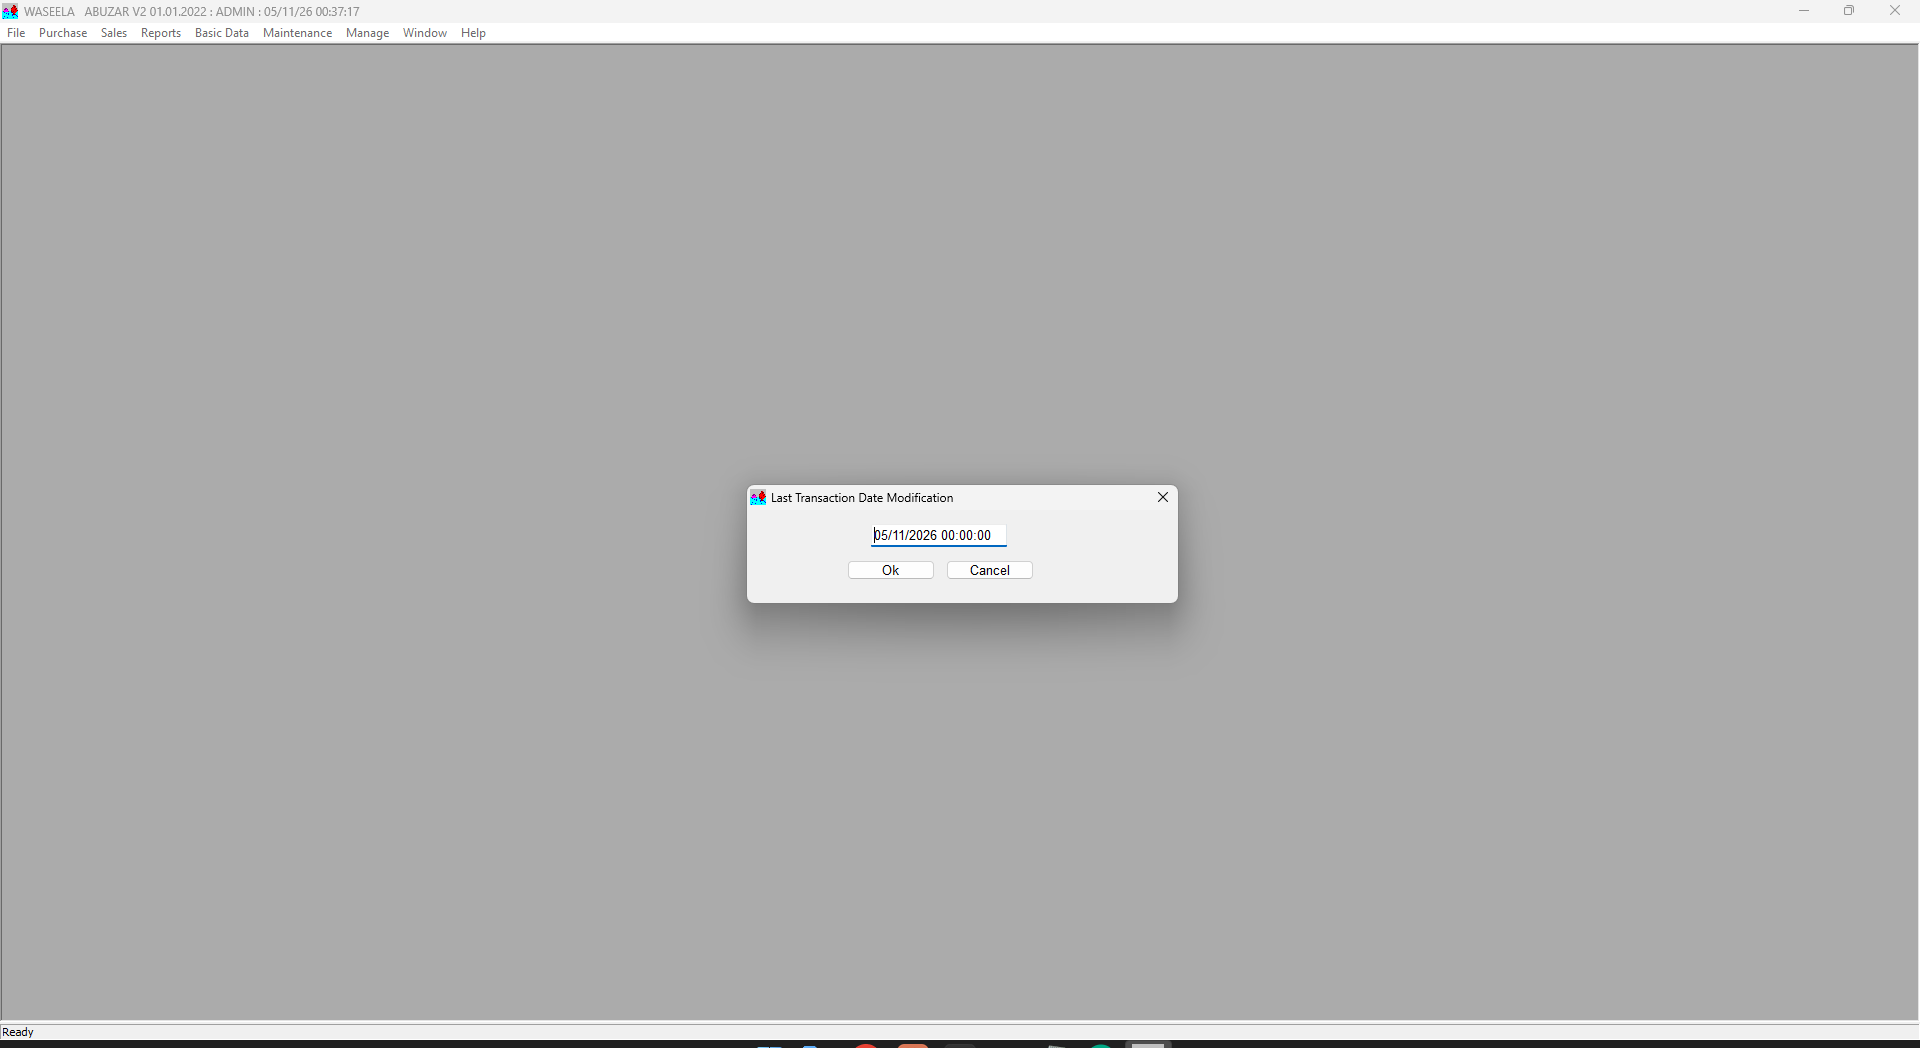 WASEELA   ABUZAR V2 01.01.2022 : ADMIN : 05/11/26 00:37:17
File Purchase Sales Reports Basic Data Maintenance Manage Window Help
Last Transaction Date Modification
05/11/2026 00:00:00
Ok Cancel
Ready